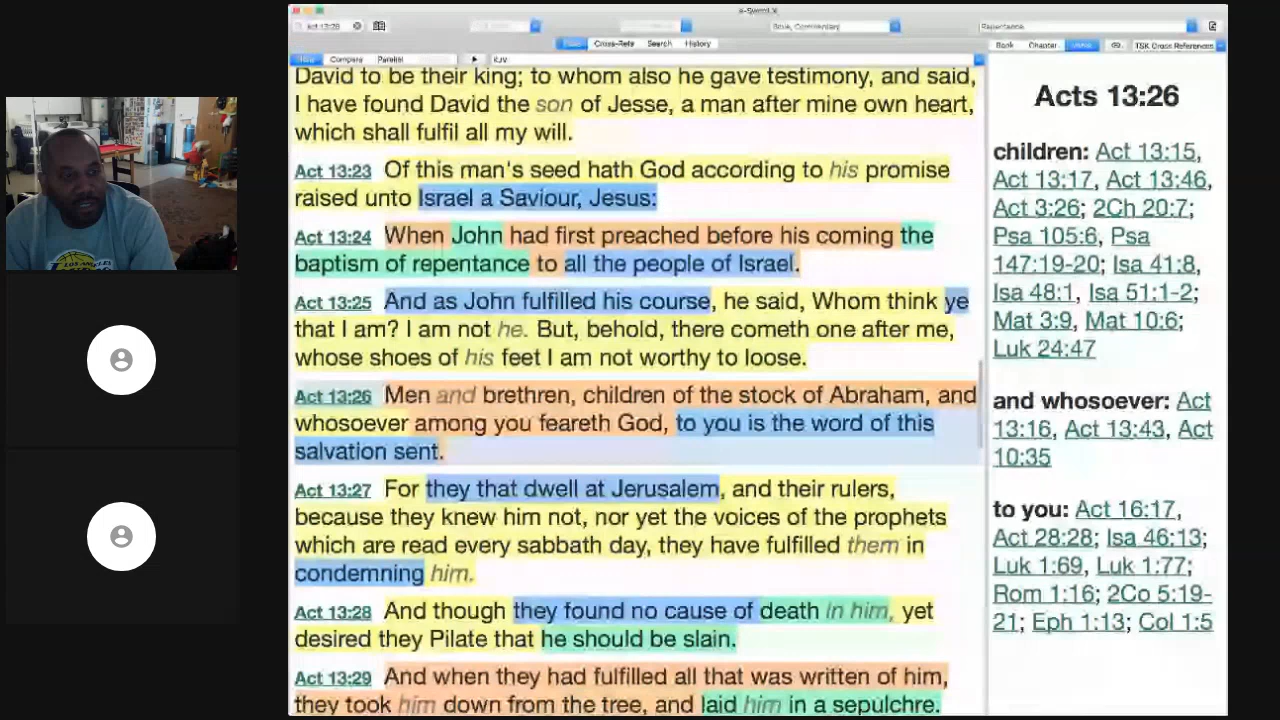 e-Sword X
Act 13:26
Book, Commentary
Repentance
Cross-Refs Search History
Book Chapter Verse TSK Cross References
Bible Compare Parallel KJV
David to be their king; to whom also he gave testimony, and said,
I have found David the son of Jesse, a man after mine own heart,
which shall fulfil all my will.
Act 13:23 Of this man's seed hath God according to his promise
raised unto Israel a Saviour, Jesus:
Act 13:24 When John had first preached before his coming the
baptism of repentance to all the people of Israel.
Act 13:25 And as John fulfilled his course, he said, Whom think ye
that I am? I am not he. But, behold, there cometh one after me,
whose shoes of his feet I am not worthy to loose.
Act 13:26 Men and brethren, children of the stock of Abraham, and
whosoever among you feareth God, to you is the word of this
salvation sent.
Act 13:27 For they that dwell at Jerusalem, and their rulers,
because they knew him not, nor yet the voices of the prophets
which are read every sabbath day, they have fulfilled them in
condemning him.
Act 13:28 And though they found no cause of death in him, yet
desired they Pilate that he should be slain.
Act 13:29 And when they had fulfilled all that was written of him,
they took him down from the tree, and laid him in a sepulchre.
Acts 13:26
children: Act 13:15,
Act 13:17, Act 13:46,
Act 3:26; 2Ch 20:7;
Psa 105:6, Psa
147:19-20; Isa 41:8,
Isa 48:1, Isa 51:1-2;
Mat 3:9, Mat 10:6;
Luk 24:47
and whosoever: Act
13:16, Act 13:43, Act
10:35
to you: Act 16:17,
Act 28:28; Isa 46:13;
Luk 1:69, Luk 1:77;
Rom 1:16; 2Co 5:19-
21; Eph 1:13; Col 1:5
LOS ANGELES